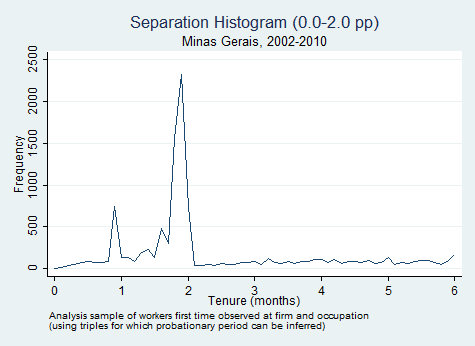 Separation Histogram (0.0-2.0 pp)
Minas Gerais, 2002-2010
Frequency
2500
2000
1500
1000
500
0
0 1 2 3 4 5 6
Tenure (months)
Analysis sample of workers first time observed at firm and occupation
(using triples for which probationary period can be inferred)